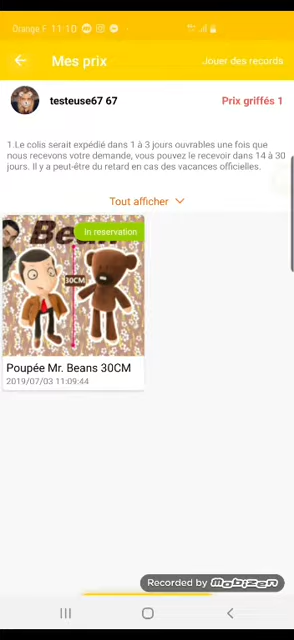 Orange F 11:10
Mes prix
Jouer des records
testeuse67 67
Prix griffés 1
1.Le colis serait expédié dans 1 à 3 jours ouvrables une fois que
nous recevons votre demande, vous pouvez le recevoir dans 14 à 30
jours. Il y a peut-être du retard en cas des vacances officielles.
Tout afficher
Bean
In reservation
30CM
Poupée Mr. Beans 30CM
2019/07/03 11:09:44
Recorded by Mobizen